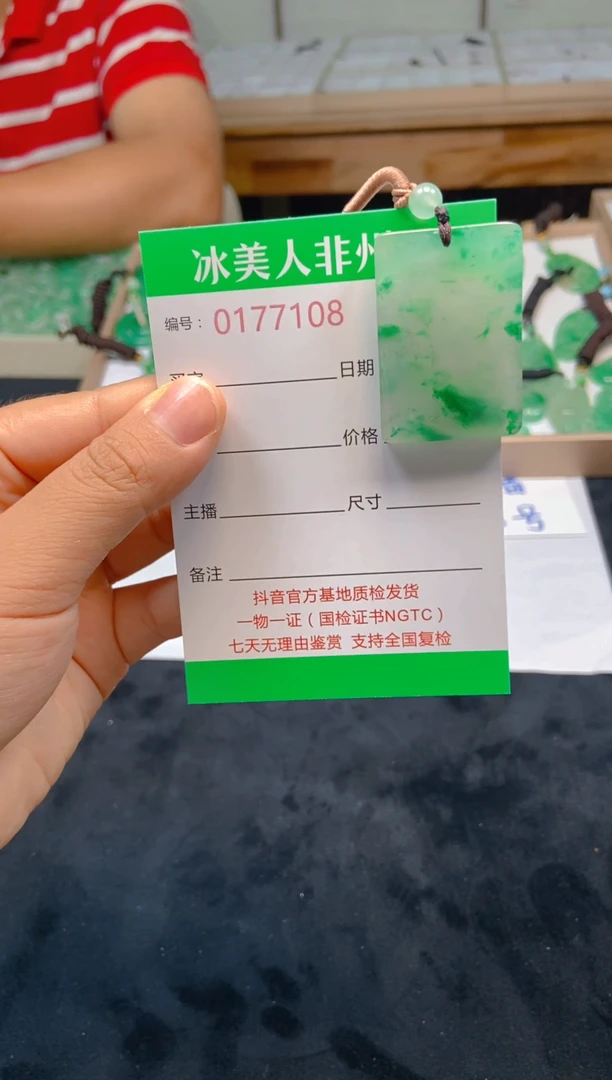 冰美人非
编号：0177108
日期
价格
主播 尺寸
备注
抖音官方基地质检发货
一物一证（国检证书NGTC）
七天无理由鉴赏 支持全国复检
号